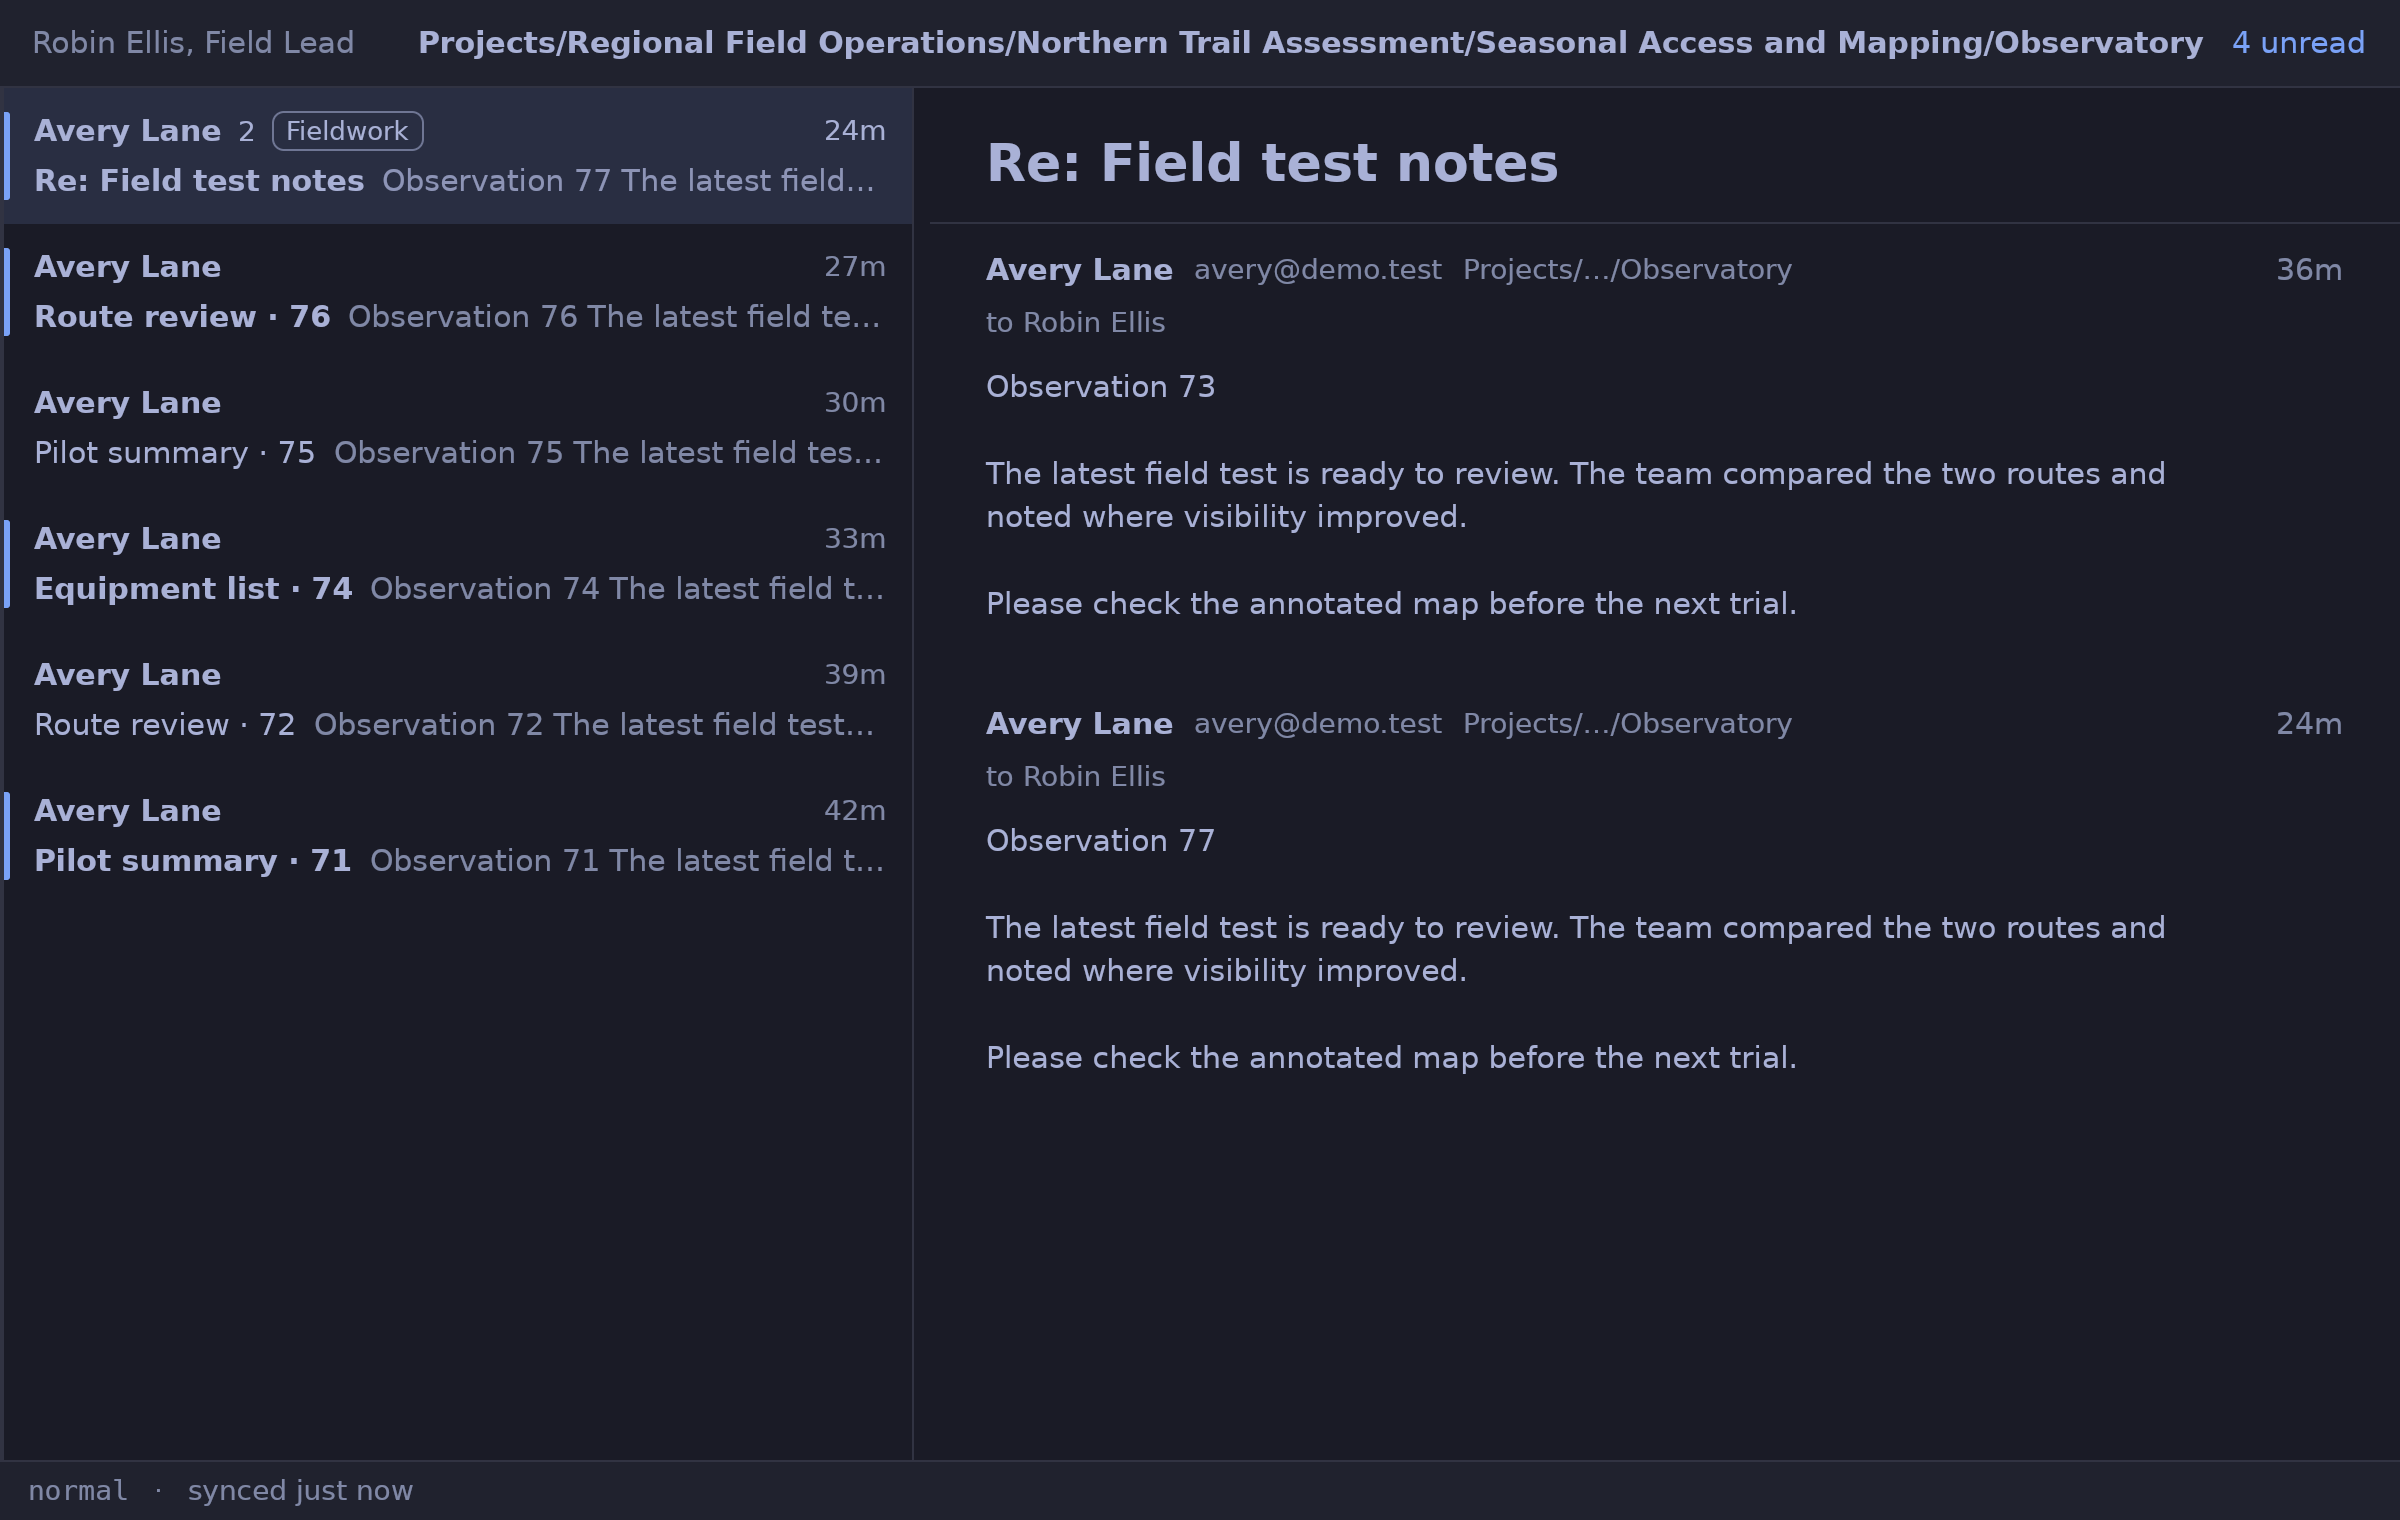 Robin Ellis, Field Lead
Projects/Regional Field Operations/Northern Trail Assessment/Seasonal Access and Mapping/Observatory
4 unread
Avery Lane 2 Fieldwork 24m
Re: Field test notes Observation 77 The latest field…
Avery Lane 27m
Route review · 76 Observation 76 The latest field te…
Avery Lane 30m
Pilot summary · 75 Observation 75 The latest field tes…
Avery Lane 33m
Equipment list · 74 Observation 74 The latest field t…
Avery Lane 39m
Route review · 72 Observation 72 The latest field test…
Avery Lane 42m
Pilot summary · 71 Observation 71 The latest field t…
Re: Field test notes
Avery Lane avery@demo.test Projects/…/Observatory 36m
to Robin Ellis
Observation 73
The latest field test is ready to review. The team compared the two routes and
noted where visibility improved.
Please check the annotated map before the next trial.
Avery Lane avery@demo.test Projects/…/Observatory 24m
to Robin Ellis
Observation 77
The latest field test is ready to review. The team compared the two routes and
noted where visibility improved.
Please check the annotated map before the next trial.
normal · synced just now